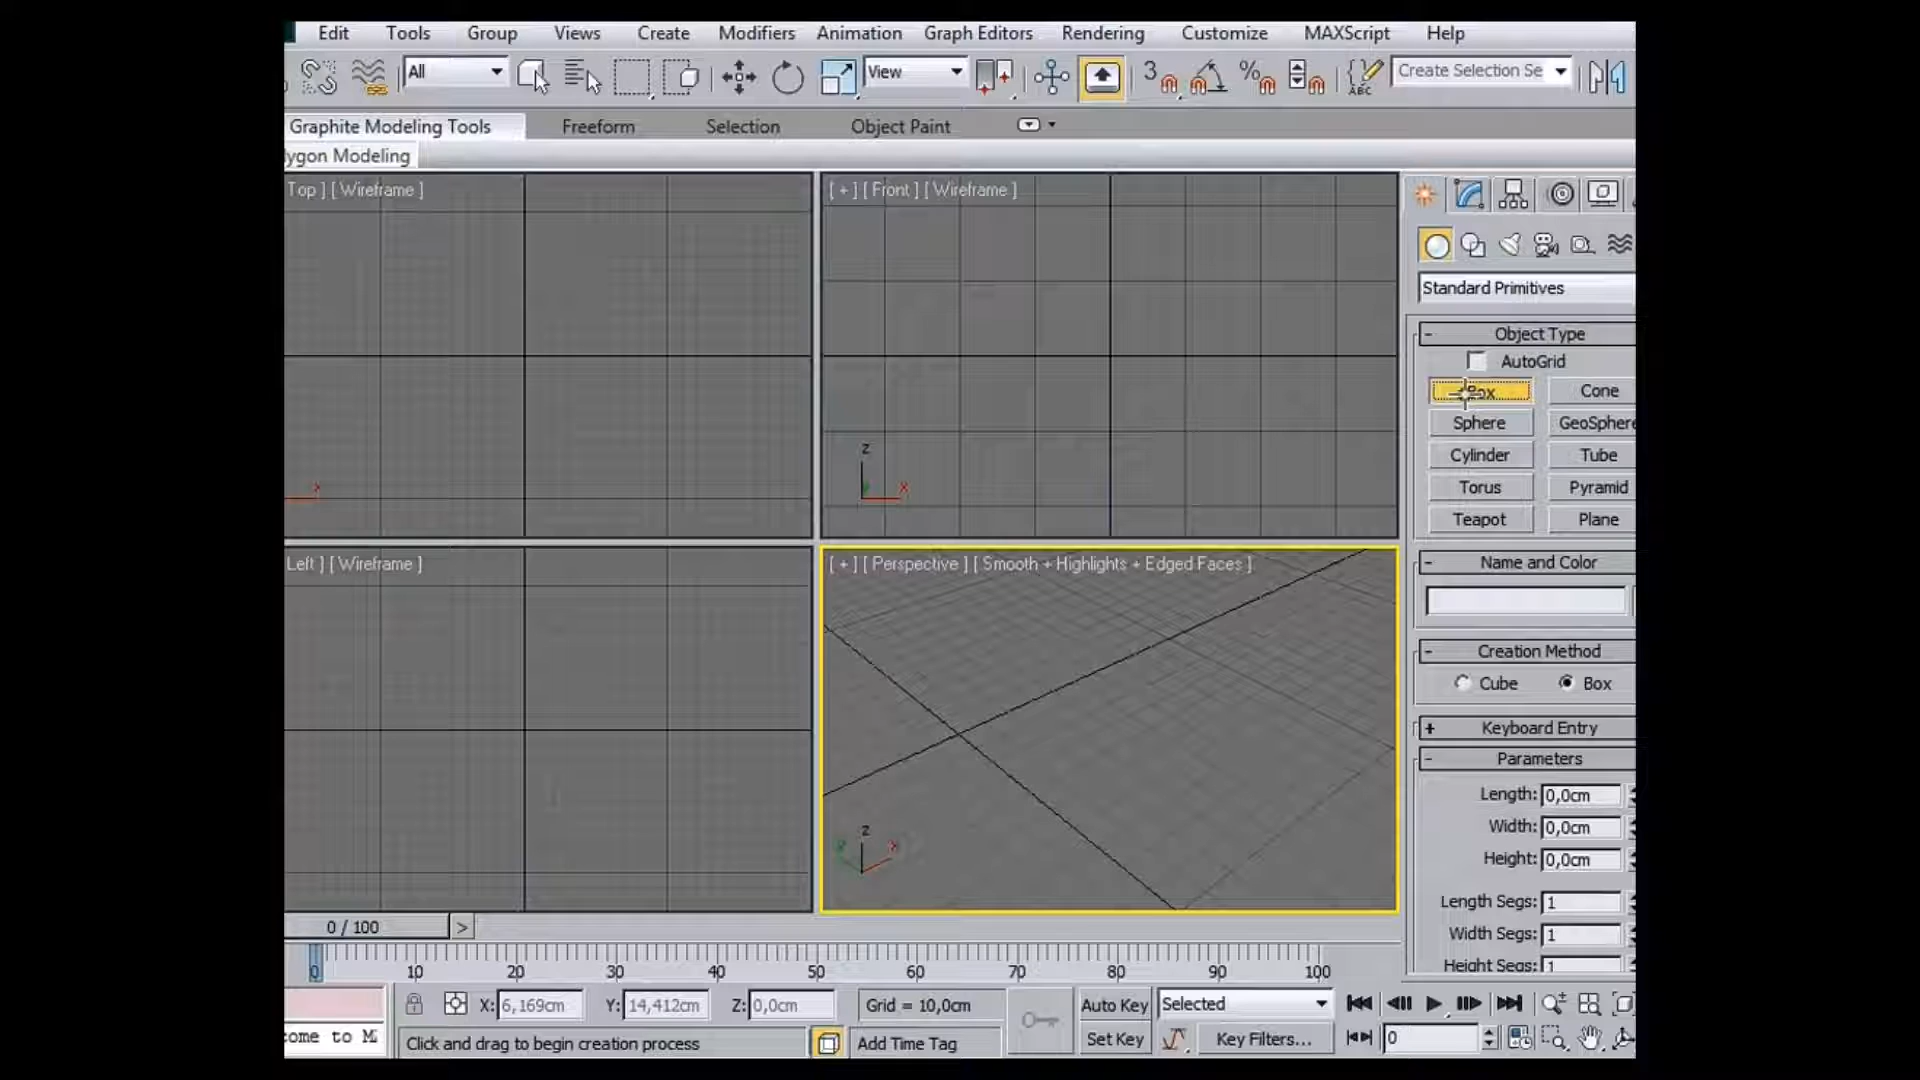 Edit Tools Group Views Create Modifiers Animation Graph Editors Rendering Customize MAXScript Help
All View 3 % ABC Create Selection Se
Graphite Modeling Tools Freeform Selection Object Paint
lygon Modeling
Top ] [ Wireframe ]
[ + ] [ Front ] [ Wireframe ]
z
x
x
Standard Primitives
- Object Type
AutoGrid
Box Cone
Sphere GeoSphere
Cylinder Tube
Torus Pyramid
Teapot Plane
Left ] [ Wireframe ]
[ + ] [ Perspective ] [ Smooth + Highlights + Edged Faces ]
z
x
- Name and Color
- Creation Method
Cube Box
+ Keyboard Entry
- Parameters
Length: 0,0cm
Width: 0,0cm
Height: 0,0cm
Length Segs: 1
Width Segs: 1
Height Segs: 1
0 / 100 >
0 10 20 30 40 50 60 70 80 90 100
X: 6,169cm Y: 14,412cm Z: 0,0cm Grid = 10,0cm Auto Key Selected
come to M
Click and drag to begin creation process Add Time Tag Set Key Key Filters... 0